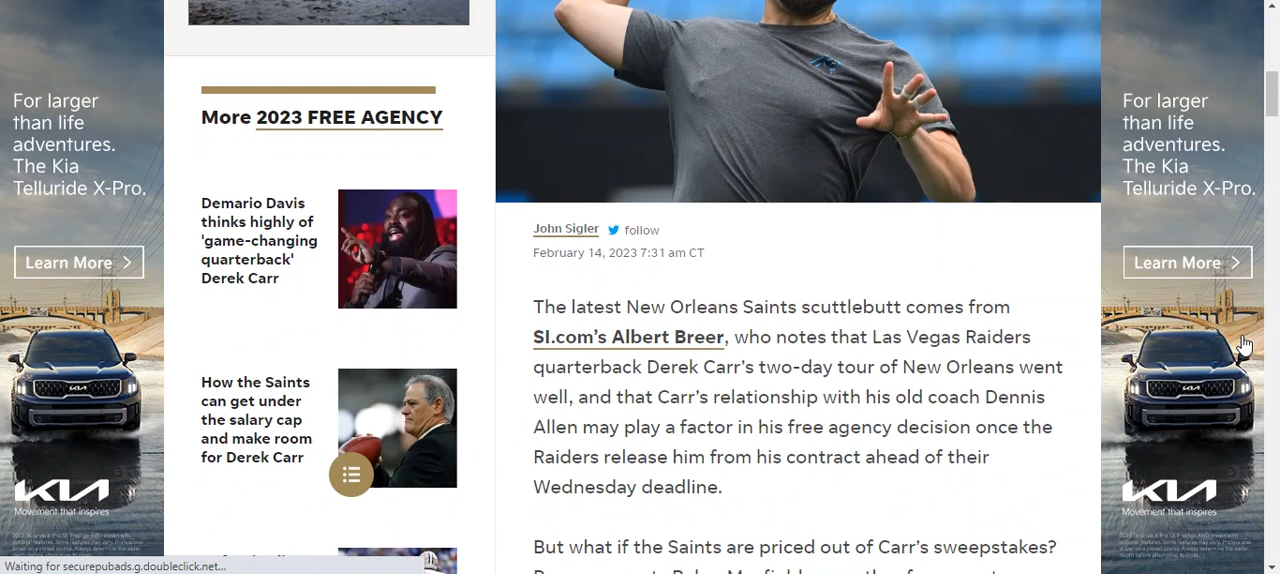 For larger
than life
adventures.
The Kia
Telluride X-Pro.
Learn More >
KIA
Movement that inspires
More 2023 FREE AGENCY
Demario Davis
thinks highly of
'game-changing
quarterback'
Derek Carr
How the Saints
can get under
the salary cap
and make room
for Derek Carr
John Sigler follow
February 14, 2023 7:31 am CT
The latest New Orleans Saints scuttlebutt comes from
SI.com’s Albert Breer, who notes that Las Vegas Raiders
quarterback Derek Carr’s two-day tour of New Orleans went
well, and that Carr’s relationship with his old coach Dennis
Allen may play a factor in his free agency decision once the
Raiders release him from his contract ahead of their
Wednesday deadline.
But what if the Saints are priced out of Carr’s sweepstakes?
For larger
than life
adventures.
The Kia
Telluride X-Pro.
Learn More >
KIA
Movement that inspires
Waiting for securepubads.g.doubleclick.net...